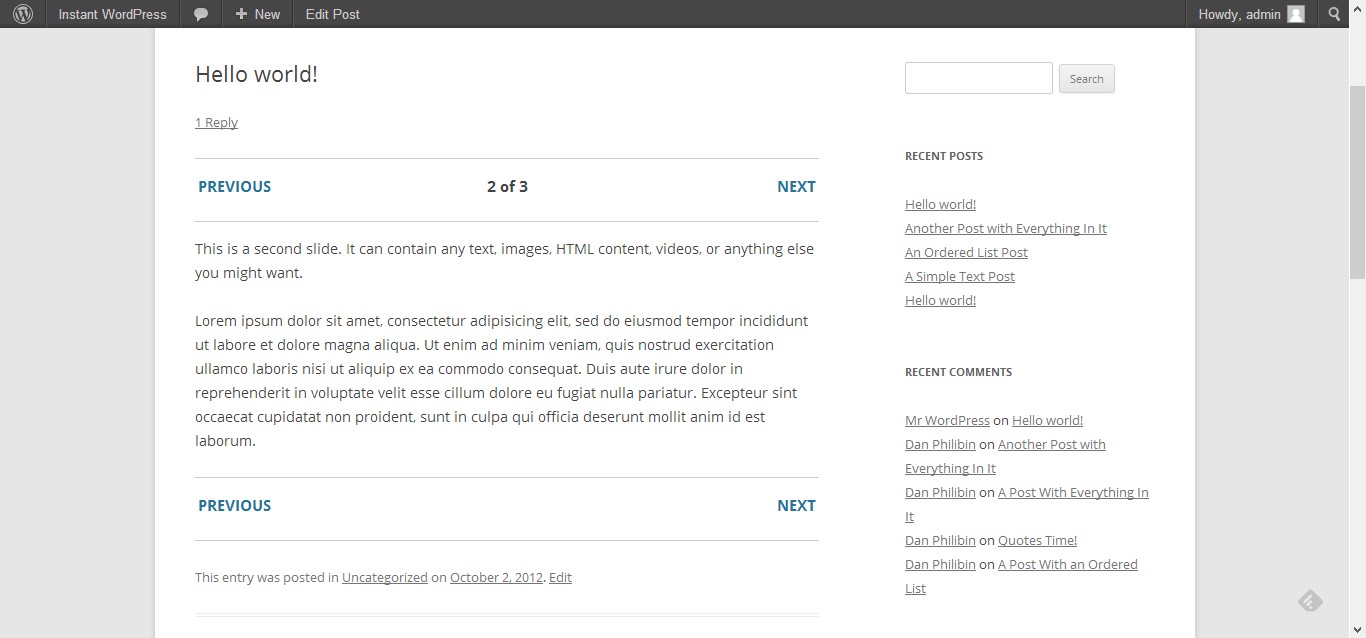 Instant WordPress
New
Edit Post
Howdy, admin
Hello world!
1 Reply
PREVIOUS 2 of 3 NEXT
This is a second slide. It can contain any text, images, HTML content, videos, or anything else
you might want.
Lorem ipsum dolor sit amet, consectetur adipisicing elit, sed do eiusmod tempor incididunt
ut labore et dolore magna aliqua. Ut enim ad minim veniam, quis nostrud exercitation
ullamco laboris nisi ut aliquip ex ea commodo consequat. Duis aute irure dolor in
reprehenderit in voluptate velit esse cillum dolore eu fugiat nulla pariatur. Excepteur sint
occaecat cupidatat non proident, sunt in culpa qui officia deserunt mollit anim id est
laborum.
PREVIOUS NEXT
This entry was posted in Uncategorized on October 2, 2012. Edit
Search
RECENT POSTS
Hello world!
Another Post with Everything In It
An Ordered List Post
A Simple Text Post
Hello world!
RECENT COMMENTS
Mr WordPress on Hello world!
Dan Philibin on Another Post with
Everything In It
Dan Philibin on A Post With Everything In
It
Dan Philibin on Quotes Time!
Dan Philibin on A Post With an Ordered
List